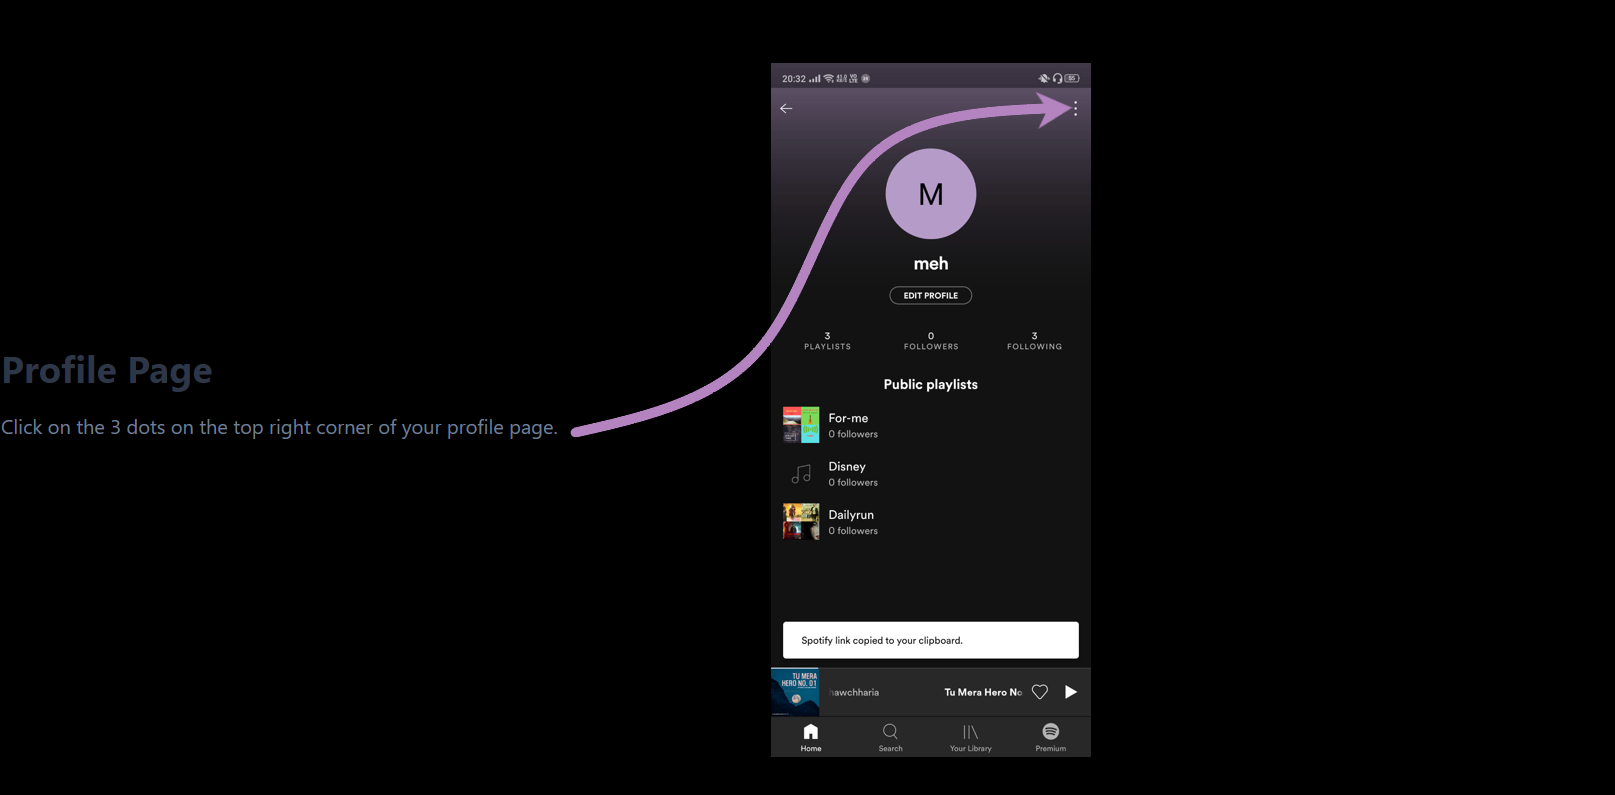 Profile Page
Click on the 3 dots on the top right corner of your profile page.
20:32
M
meh
EDIT PROFILE
3
PLAYLISTS
0
FOLLOWERS
3
FOLLOWING
Public playlists
For-me
0 followers
Disney
0 followers
Dailyrun
0 followers
Spotify link copied to your clipboard.
TU MERA
HERO NO. 01
hawchharia
Tu Mera Hero No
Home
Search
Your Library
Premium